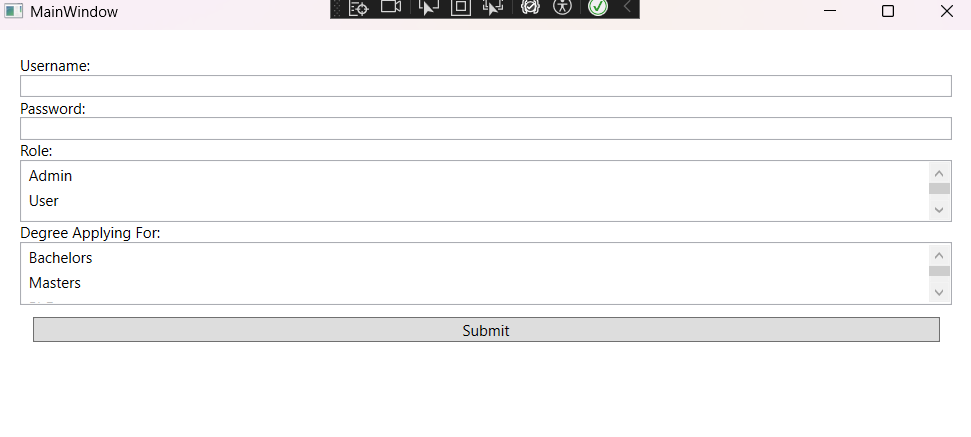 MainWindow
Username:
Password:
Role:
Admin
User
Degree Applying For:
Bachelors
Masters
Submit